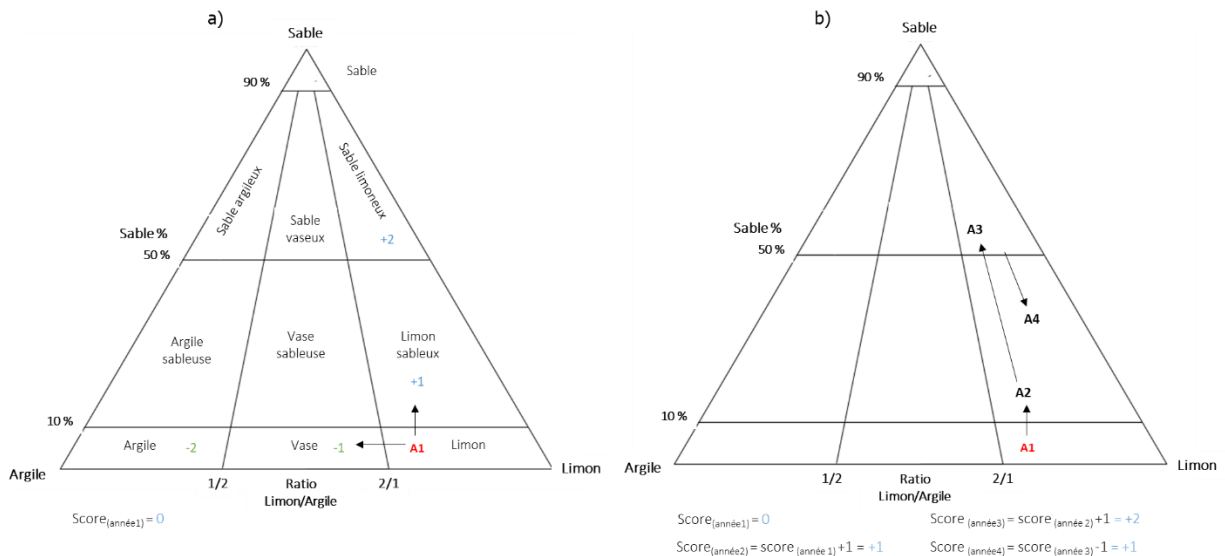 a)
Sable
90 %
Sable
Sable argileux
Sable limoneux
Sable
vaseux
+2
Sable %
50 %
Argile
sableuse
Vase
sableuse
Limon
sableux
+1
10 %
Argile
-2
Vase
-1
A1
Limon
Argile
Limon
1/2
Ratio
Limon/Argile
2/1
Score(année1) = 0
b)
Sable
90 %
Sable %
50 %
A3
A4
A2
10 %
A1
Argile
Limon
1/2
Ratio
Limon/Argile
2/1
Score(année1) = 0
Score(année2) = score (année 1) +1 = +1
Score (année3) = score (année 2) +1 = +2
Score (année4) = score (année 3) -1 = +1